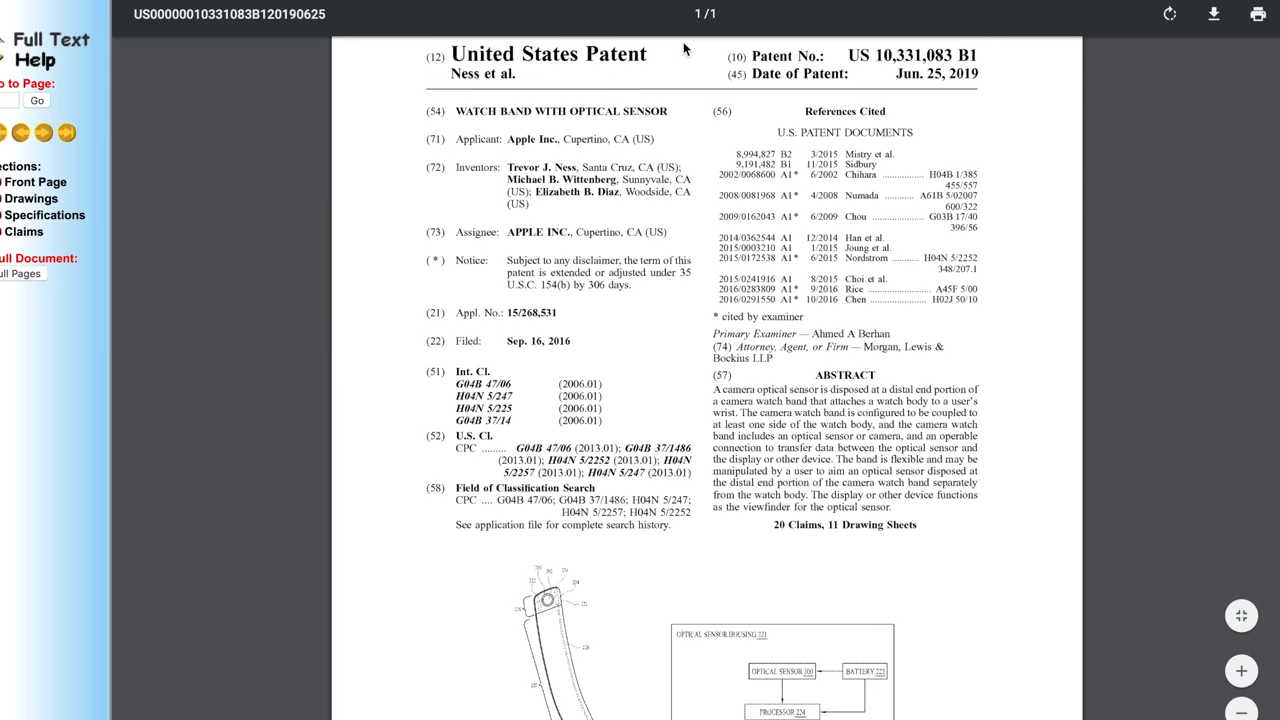 US00000010331083B120190625
1 / 1
Full Text
Help
o to Page:
Go
ections:
Front Page
Drawings
Specifications
Claims
ull Document:
ull Pages
(12) United States Patent
Ness et al.
(10) Patent No.: US 10,331,083 B1
(45) Date of Patent: Jun. 25, 2019
(54) WATCH BAND WITH OPTICAL SENSOR
(71) Applicant: Apple Inc., Cupertino, CA (US)
(72) Inventors: Trevor J. Ness, Santa Cruz, CA (US);
Michael B. Wittenberg, Sunnyvale, CA
(US); Elizabeth B. Diaz, Woodside, CA
(US)
(73) Assignee: APPLE INC., Cupertino, CA (US)
( * ) Notice: Subject to any disclaimer, the term of this
patent is extended or adjusted under 35
U.S.C. 154(b) by 306 days.
(21) Appl. No.: 15/268,531
(22) Filed: Sep. 16, 2016
(51) Int. Cl.
G04B 47/06 (2006.01)
H04N 5/247 (2006.01)
H04N 5/225 (2006.01)
G04B 37/14 (2006.01)
(52) U.S. Cl.
CPC ......... G04B 47/06 (2013.01); G04B 37/1486
(2013.01); H04N 5/2252 (2013.01); H04N
5/2257 (2013.01); H04N 5/247 (2013.01)
(58) Field of Classification Search
CPC .... G04B 47/06; G04B 37/1486; H04N 5/247;
H04N 5/2257; H04N 5/2252
See application file for complete search history.
(56) References Cited
U.S. PATENT DOCUMENTS
8,994,827 B2 3/2015 Mistry et al.
9,191,482 B1 11/2015 Sidbury
2002/0068600 A1* 6/2002 Chihara ................ H04B 1/385
455/557
2008/0081968 A1* 4/2008 Numada ........... A61B 5/02007
600/322
2009/0162043 A1* 6/2009 Chou .................. G03B 17/40
396/56
2014/0362544 A1 12/2014 Han et al.
2015/0003210 A1 1/2015 Joung et al.
2015/0172538 A1* 6/2015 Nordstrom .......... H04N 5/2252
348/207.1
2015/0241916 A1 8/2015 Choi et al.
2016/0283809 A1* 9/2016 Rice ........................ A45F 5/00
2016/0291550 A1* 10/2016 Chen ..................... H02J 50/10
* cited by examiner
Primary Examiner — Ahmed A Berhan
(74) Attorney, Agent, or Firm — Morgan, Lewis &
Bockius LLP
(57) ABSTRACT
A camera optical sensor is disposed at a distal end portion of
a camera watch band that attaches a watch body to a user's
wrist. The camera watch band is configured to be coupled to
at least one side of the watch body, and the camera watch
band includes an optical sensor or camera, and an operable
connection to transfer data between the optical sensor and
the display or other device. The band is flexible and may be
manipulated by a user to aim an optical sensor disposed at
the distal end portion of the camera watch band separately
from the watch body. The display or other device functions
as the viewfinder for the optical sensor.
20 Claims, 11 Drawing Sheets
OPTICAL SENSOR HOUSING 221
OPTICAL SENSOR 300
BATTERY 222
PROCESSOR 224